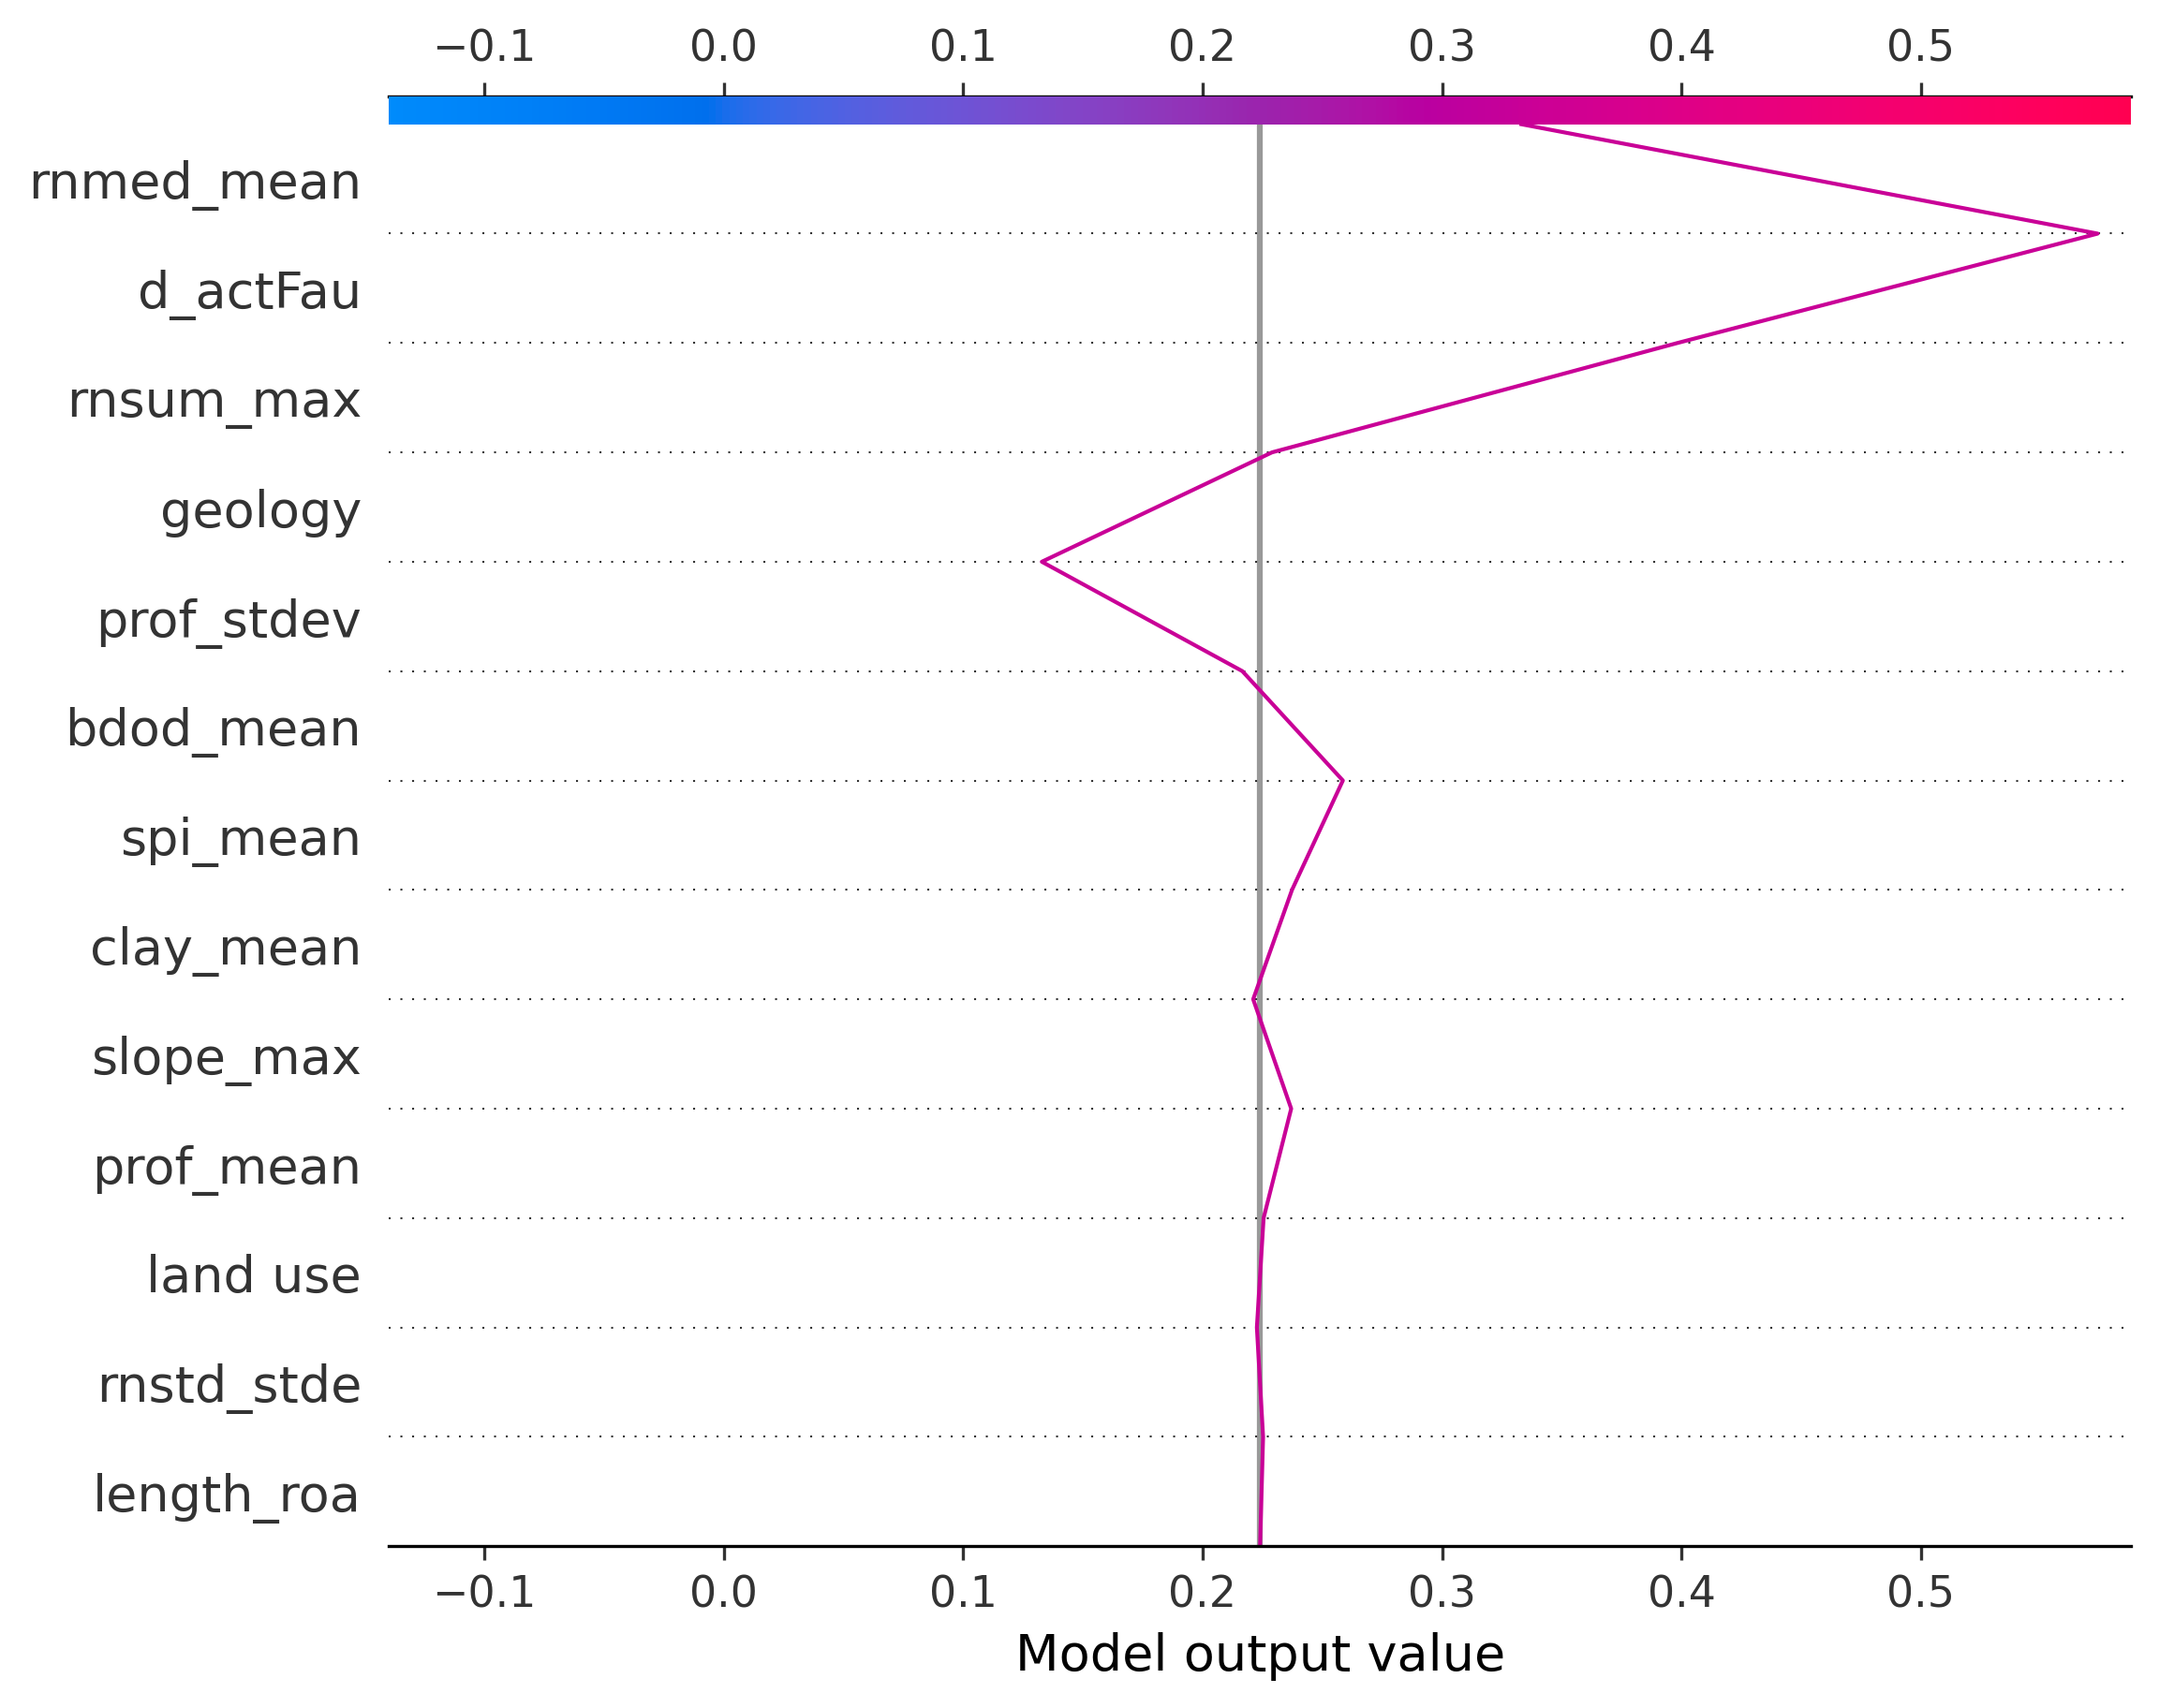 −0.1 0.0 0.1 0.2 0.3 0.4 0.5
rnmed_mean
d_actFau
rnsum_max
geology
prof_stdev
bdod_mean
spi_mean
clay_mean
slope_max
prof_mean
land use
rnstd_stde
length_roa
−0.1 0.0 0.1 0.2 0.3 0.4 0.5
Model output value